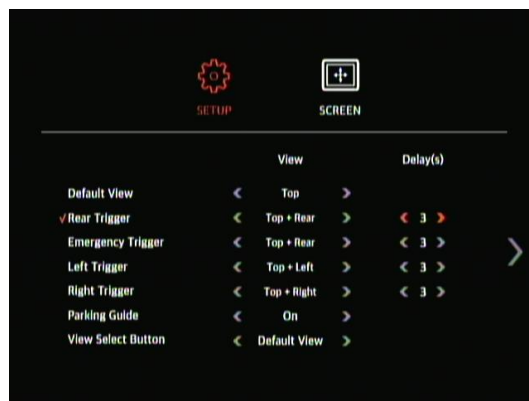 SETUP SCREEN
View Delay(s)
Default View Top
√ Rear Trigger Top + Rear 3
Emergency Trigger Top + Rear 3
Left Trigger Top + Left 3
Right Trigger Top + Right 3
Parking Guide On
View Select Button Default View